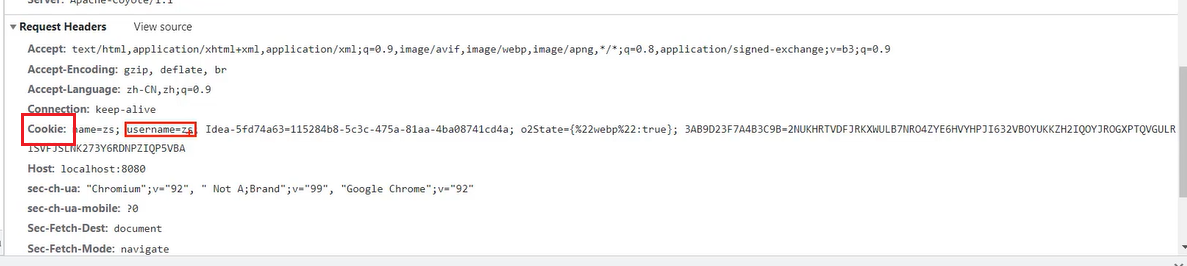 Server: Apache-Coyote/1.1
Request Headers View source
Accept: text/html,application/xhtml+xml,application/xml;q=0.9,image/avif,image/webp,image/apng,*/*;q=0.8,application/signed-exchange;v=b3;q=0.9
Accept-Encoding: gzip, deflate, br
Accept-Language: zh-CN,zh;q=0.9
Connection: keep-alive
Cookie: name=zs; username=zs; Idea-5fd74a63=115284b8-5c3c-475a-81aa-4ba08741cd4a; o2State={%22webp%22:true}; 3AB9D23F7A4B3C9B=2NUKHRTVDFJRKXWULB7NRO4ZYE6HVYHPJI632VBOYUKKZH2IQOYJROGXPTQVGULR
ISVFJSLNK273Y6RDNPZIQP5VBA
Host: localhost:8080
sec-ch-ua: "Chromium";v="92", " Not A;Brand";v="99", "Google Chrome";v="92"
sec-ch-ua-mobile: ?0
Sec-Fetch-Dest: document
Sec-Fetch-Mode: navigate